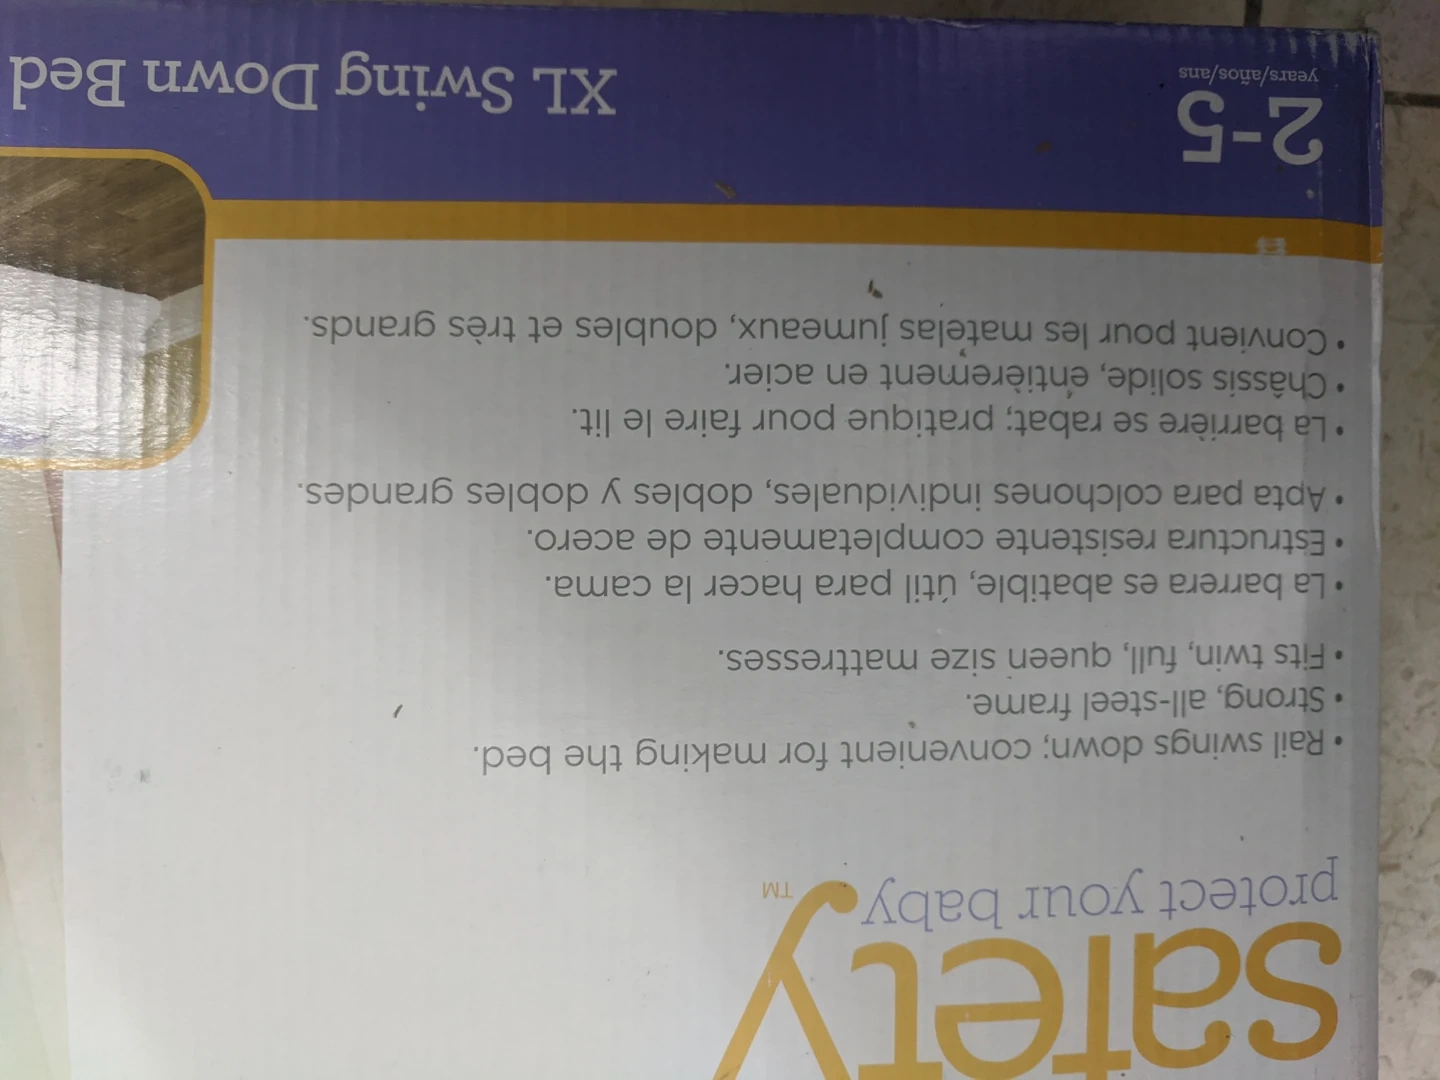 safety™
protect your baby
• Rail swings down; convenient for making the bed.
• Strong, all-steel frame.
• Fits twin, full, queen size mattresses.
• La barrera es abatible, útil para hacer la cama.
• Estructura resistente completamente de acero.
• Apta para colchones individuales, dobles y dobles grandes.
• La barrière se rabat; pratique pour faire le lit.
• Châssis solide, entièrement en acier.
• Convient pour les matelas jumeaux, doubles et très grands.
2-5
years/años/ans
XL Swing Down Bed